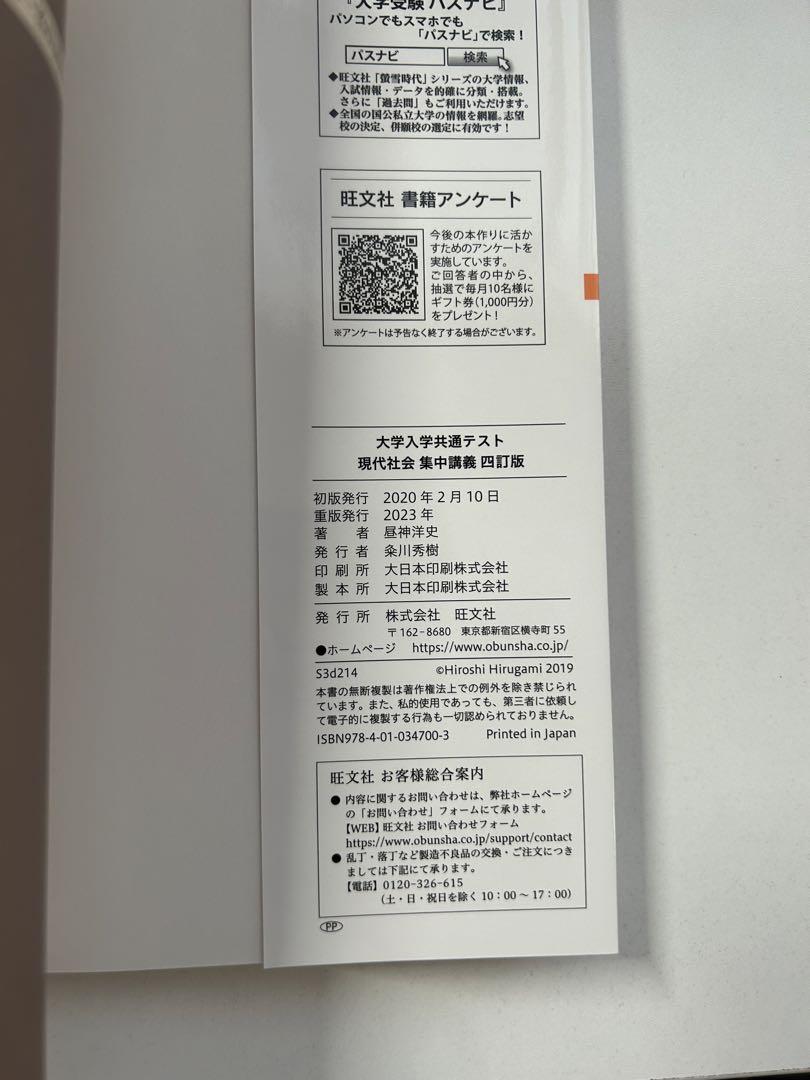 『大学受験 パスナビ』
パソコンでもスマホでも
「パスナビ」で検索！
パスナビ 検索
◆旺文社「螢雪時代」シリーズの大学情報、
入試情報・データを的確に分類・搭載。
さらに「過去問」もご利用いただけます。
◆全国の国公私立大学の情報を網羅。志望
校の決定、併願校の選定に有効です！
旺文社 書籍アンケート
今後の本作りに活か
すためのアンケートを
実施しています。
ご回答者の中から、
抽選で毎月10名様に
ギフト券（1,000円分）
をプレゼント！
※アンケートは予告なく終了する場合がございます。
大学入学共通テスト
現代社会 集中講義 四訂版
初版発行 2020 年 2 月 10 日
重版発行 2023 年
著者 昼神洋史
発行者 粂川秀樹
印刷所 大日本印刷株式会社
製本所 大日本印刷株式会社
発行所 株式会社 旺文社
〒162-8680 東京都新宿区横寺町 55
●ホームページ https://www.obunsha.co.jp/
S3d214 ©Hiroshi Hirugami 2019
本書の無断複製は著作権法上での例外を除き禁じられ
ています。また、私的使用であっても、第三者に依頼し
て電子的に複製する行為も一切認められておりません。
ISBN978-4-01-034700-3 Printed in Japan
旺文社 お客様総合案内
● 内容に関するお問い合わせは、弊社ホームページ
の「お問い合わせ」フォームにて承ります。
【WEB】旺文社 お問い合わせフォーム
https://www.obunsha.co.jp/support/contact
● 乱丁・落丁など製造不良品の交換・ご注文につき
ましては下記にて承ります。
【電話】0120-326-615
（土・日・祝日を除く 10：00 〜 17：00）
PP